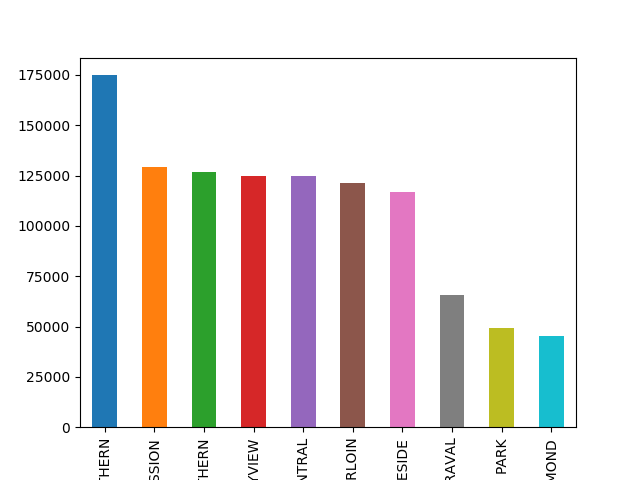 175000
150000
125000
100000
75000
50000
25000
0
THERN
SSION
THERN
YVIEW
NTRAL
RLOIN
ESIDE
RAVAL
PARK
MOND